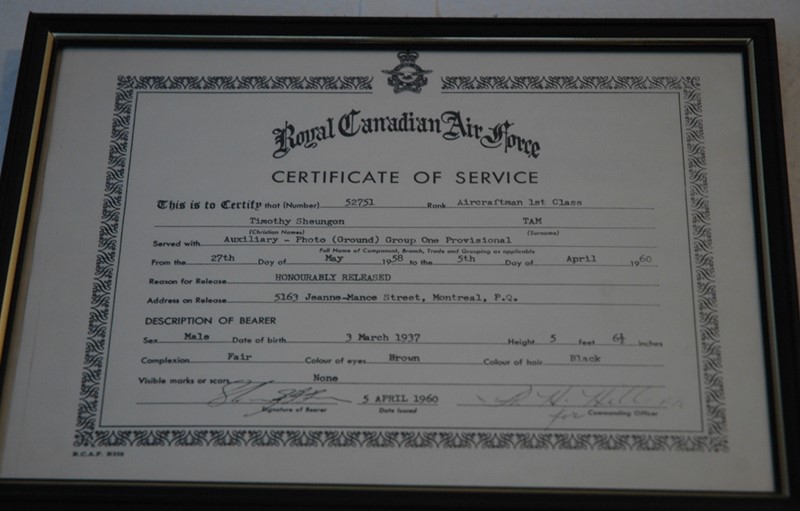 Royal Canadian Air Force
CERTIFICATE OF SERVICE
This is to Certify that (Number) 52751 Rank Aircraftman 1st Class
Timothy Sheungon TAM
(Christian Names) (Surname)
Served with Auxiliary - Photo (Ground) Group One Provisional
Full Name of Component, Branch, Trade and Grouping as applicable
From the 27th Day of May 1958 to the 5th Day of April 1960
Reason for Release HONOURABLY RELEASED
Address on Release 5163 Jeanne-Mance Street, Montreal, P.Q.
DESCRIPTION OF BEARER
Sex Male Date of birth 3 March 1937 Height 5 feet 6½ inches
Complexion Fair Colour of eyes Brown Colour of hair Black
Visible marks or scars None
5 APRIL 1960
Signature of Bearer Date Issued for Commanding Officer
R.C.A.F.